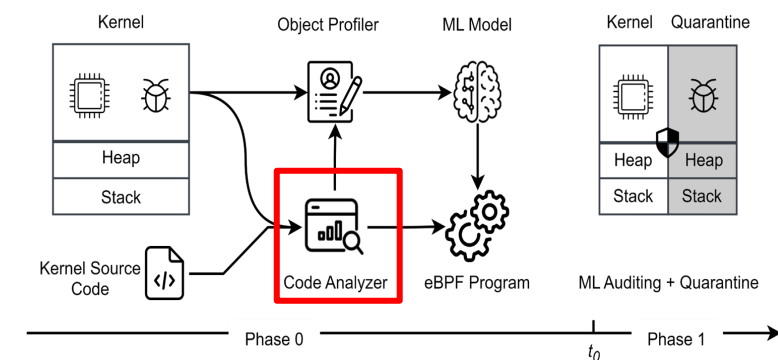 Kernel
Object Profiler
ML Model
Kernel
Quarantine
Heap
Stack
Heap
Heap
Stack
Stack
Kernel Source
Code
</>
Code Analyzer
eBPF Program
ML Auditing + Quarantine
Phase 0
t0
Phase 1